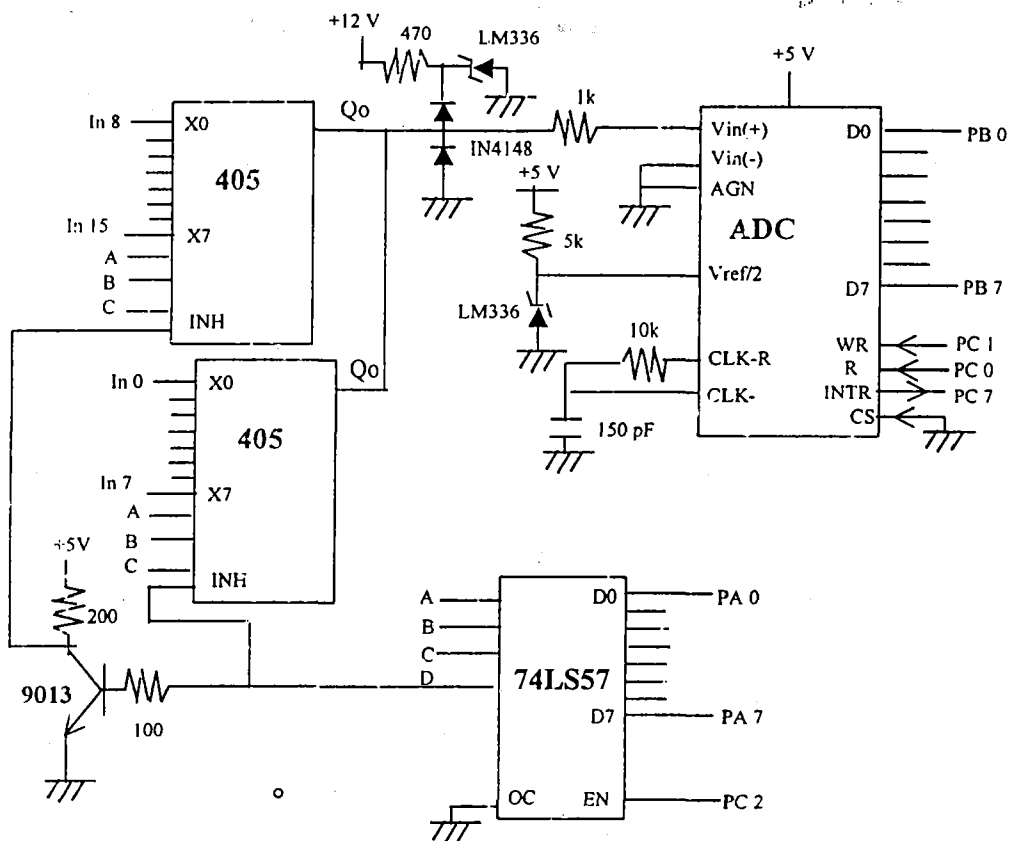 +12 V
470
LM336
+5 V
Qo
1k
In 8
X0
405
In 15
X7
A
B
C
INH
IN4148
+5 V
5k
LM336
Vin(+)
Vin(-)
AGN
ADC
Vref/2
CLK-R
CLK-
D0
PB 0
D7
PB 7
WR
PC 1
R
PC 0
INTR
PC 7
CS
10k
150 pF
In 0
X0
Qo
405
In 7
X7
A
B
C
INH
+5V
200
9013
100
A
B
C
D
D0
PA 0
74LS57
D7
PA 7
OC
EN
PC 2